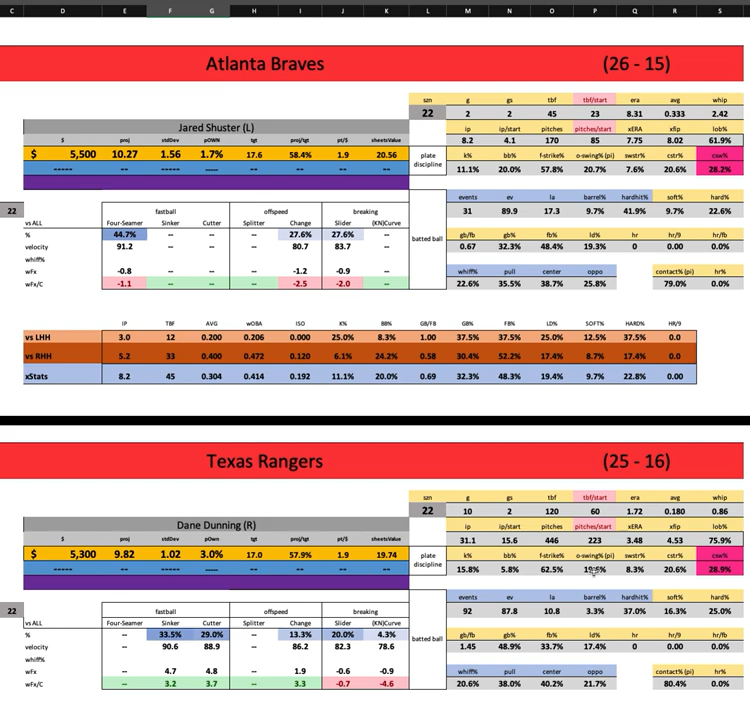 C D E F G H I J K L M N O P Q R S
Atlanta Braves (26 - 15)
szn g gs tbf tbf/start era avg whip
22 2 2 45 23 8.31 0.333 2.42
Jared Shuster (L) ip ip/start pitches pitches/start xERA xfip lob%
$ proj stdDev pOWN tgt proj/tgt pt/$ sheetsValue 8.2 4.1 170 85 7.75 8.02 61.9%
$ 5,500 10.27 1.56 1.7% 17.6 58.4% 1.9 20.56 plate discipline k% bb% f-strike% o-swing% (pi) swstr% cstr% csw%
----- -- -- -- -- -- -- ----- 11.1% 20.0% 57.8% 20.7% 7.6% 20.6% 28.2%
events ev la barrel% hardhit% soft% hard%
22 fastball offspeed breaking 31 89.9 17.3 9.7% 41.9% 9.7% 22.6%
vs ALL Four-Seamer Sinker Cutter Splitter Change Slider (KN)Curve
% 44.7% -- -- -- 27.6% 27.6% -- batted ball gb/fb gb% fb% ld% hr hr/9 hr/fb
velocity 91.2 -- -- -- 80.7 83.7 -- 0.67 32.3% 48.4% 19.3% 0 0.00 0.0%
whiff%
wFx -0.8 -- -- -- -1.2 -0.9 -- whiff% pull center oppo contact% (pi) hr%
wFx/C -1.1 -- -- -- -2.5 -2.0 -- 22.6% 35.5% 38.7% 25.8% 79.0% 0.0%
IP TBF AVG wOBA ISO K% BB% GB/FB GB% FB% LD% SOFT% HARD% HR/9
vs LHH 3.0 12 0.200 0.206 0.000 25.0% 8.3% 1.00 37.5% 37.5% 25.0% 12.5% 37.5% 0.0
vs RHH 5.2 33 0.400 0.472 0.120 6.1% 24.2% 0.58 30.4% 52.2% 17.4% 8.7% 17.4% 0.0
xStats 8.2 45 0.304 0.414 0.192 11.1% 20.0% 0.69 32.3% 48.3% 19.4% 9.7% 22.8% 0.00
Texas Rangers (25 - 16)
szn g gs tbf tbf/start era avg whip
22 10 2 120 60 1.72 0.180 0.86
Dane Dunning (R) ip ip/start pitches pitches/start xERA xfip lob%
$ proj stdDev pOwn tgt proj/tgt pt/$ sheetsValue 31.1 15.6 446 223 3.48 4.53 75.9%
$ 5,300 9.82 1.02 3.0% 17.0 57.9% 1.9 19.74 plate discipline k% bb% f-strike% o-swing% (pi) swstr% cstr% csw%
----- -- -- -- -- -- -- ----- 15.8% 5.8% 62.5% 8.3% 20.6% 28.9%
events ev la barrel% hardhit% soft% hard%
22 fastball offspeed breaking 92 87.8 10.8 3.3% 37.0% 16.3% 25.0%
vs ALL Four-Seamer Sinker Cutter Splitter Change Slider (KN)Curve
% -- 33.5% 29.0% -- 13.3% 20.0% 4.3% batted ball gb/fb gb% fb% ld% hr hr/9 hr/fb
velocity -- 90.6 88.9 -- 86.2 82.3 78.6 1.45 48.9% 33.7% 17.4% 0 0.00 0.0%
whiff%
wFx -- 4.7 4.8 -- 1.9 -0.6 -0.9 whiff% pull center oppo contact% (pi) hr%
wFx/C -- 3.2 3.7 -- 3.3 -0.7 -4.6 20.6% 38.0% 40.2% 21.7% 80.4% 0.0%